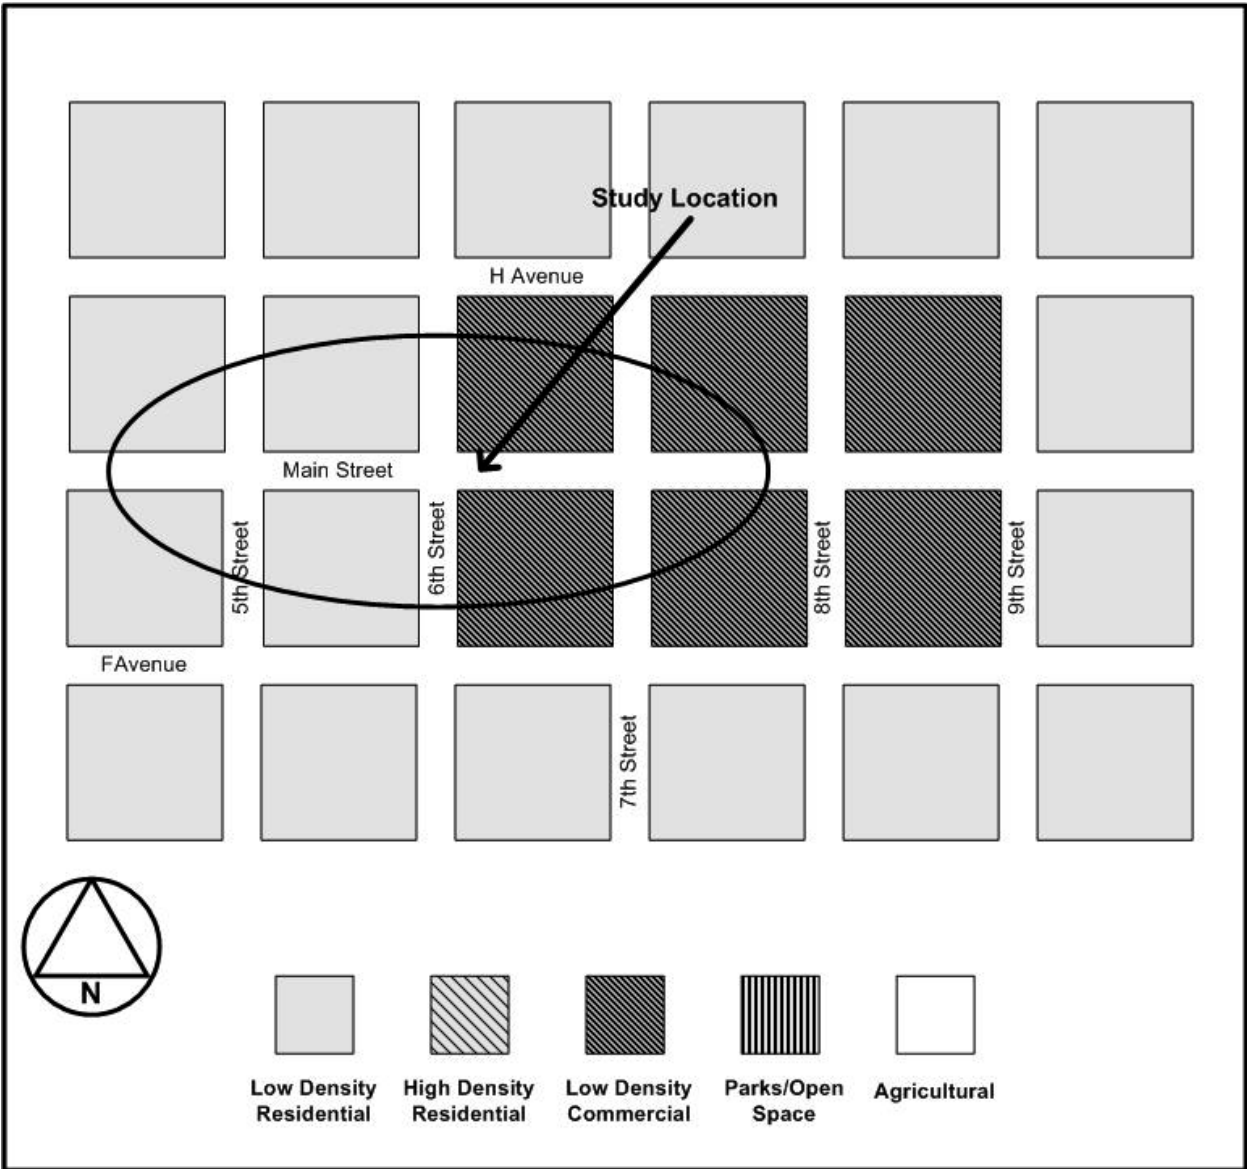 Study Location
H Avenue
Main Street
5th Street
6th Street
8th Street
9th Street
FAvenue
7th Street
N
Low Density
Residential
High Density
Residential
Low Density
Commercial
Parks/Open
Space
Agricultural